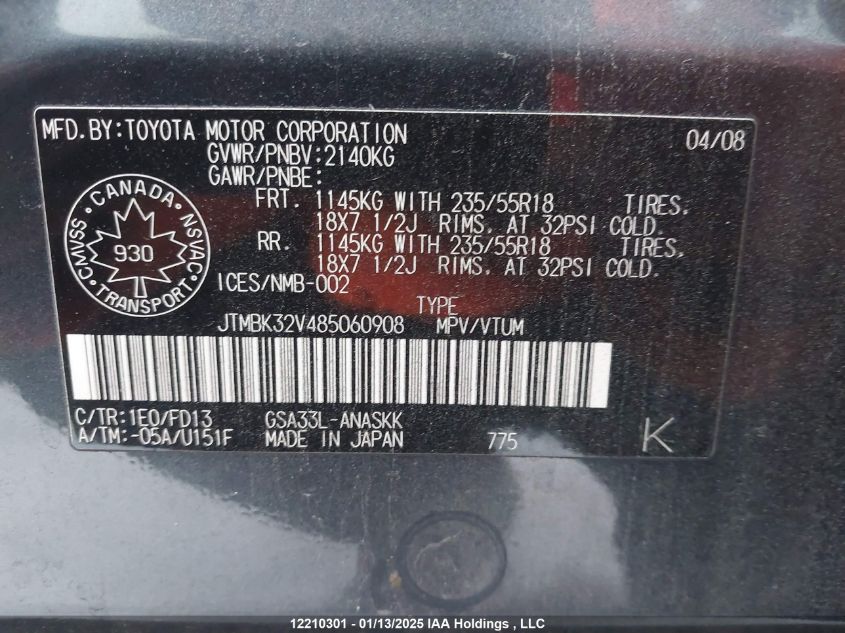 MFD.BY:TOYOTA MOTOR CORPORATION 04/08
GVWR/PNBV:2140KG
GAWR/PNBE:
FRT. 1145KG WITH 235/55R18 TIRES,
18X7 1/2J RIMS. AT 32PSI COLD.
RR. 1145KG WITH 235/55R18 TIRES,
18X7 1/2J RIMS. AT 32PSI COLD.
CANADA
CMVSS 930 NSVAC
TRANSPORT
ICES/NMB-002
TYPE
JTMBK32V485060908 MPV/VTUM
C/TR:1E0/FD13 GSA33L-ANASKK
A/TM:-05A/U151F MADE IN JAPAN 775 K
12210301 - 01/13/2025 IAA Holdings , LLC